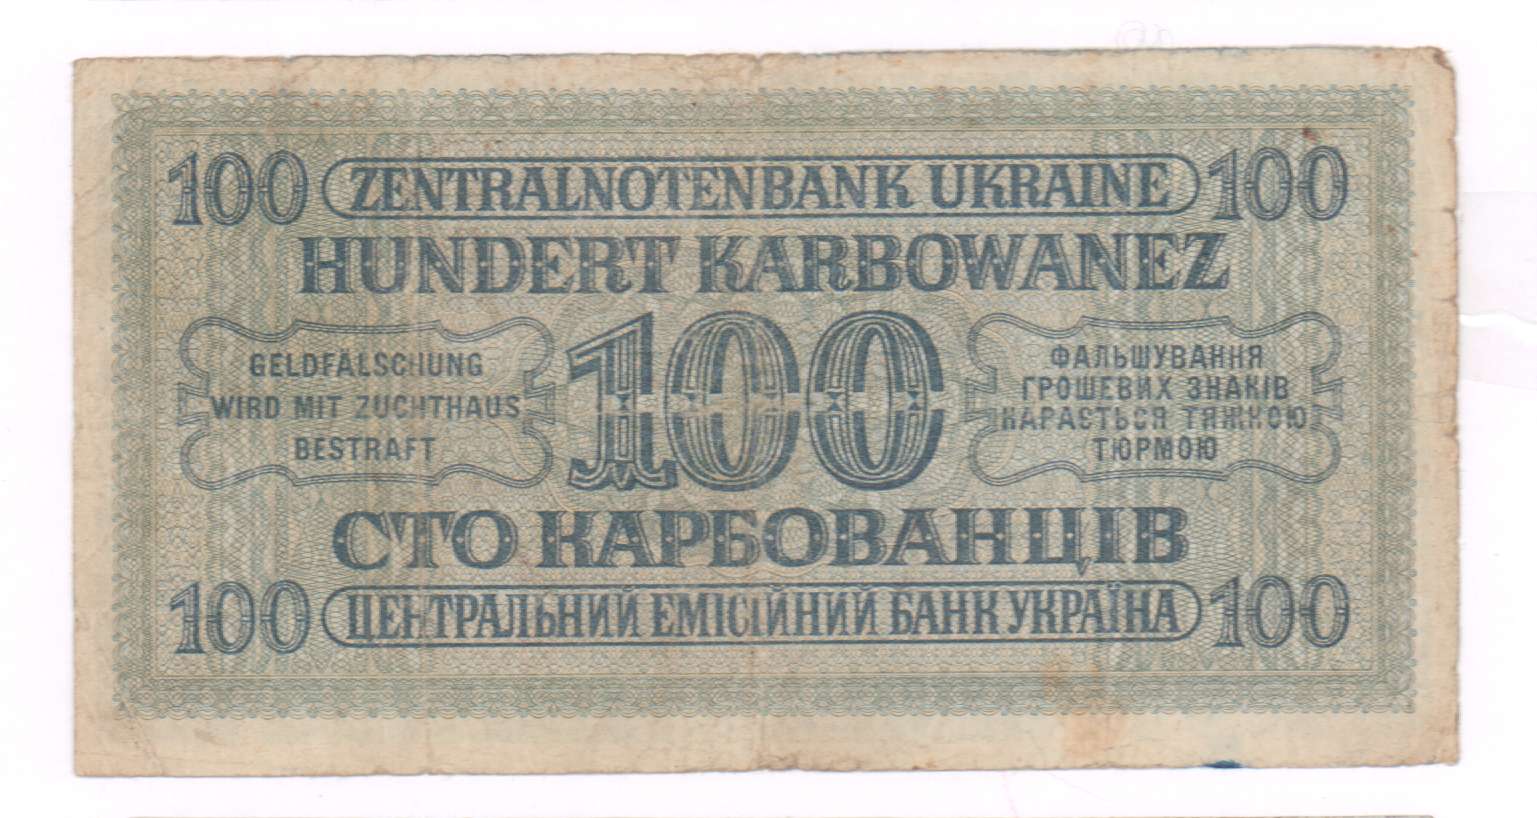 100 ZENTRALNOTENBANK UKRAINE 100
HUNDERT KARBOWANEZ
GELDFÄLSCHUNG
WIRD MIT ZUCHTHAUS
BESTRAFT
100
ФАЛЬШУВАННЯ
ГРОШЕВИХ ЗНАКІВ
КАРАЄТЬСЯ ТЯЖКОЮ
ТЮРМОЮ
СТО КАРБОВАНЦІВ
100 ЦЕНТРАЛЬНИЙ ЕМІСІЙНИЙ БАНК УКРАЇНА 100